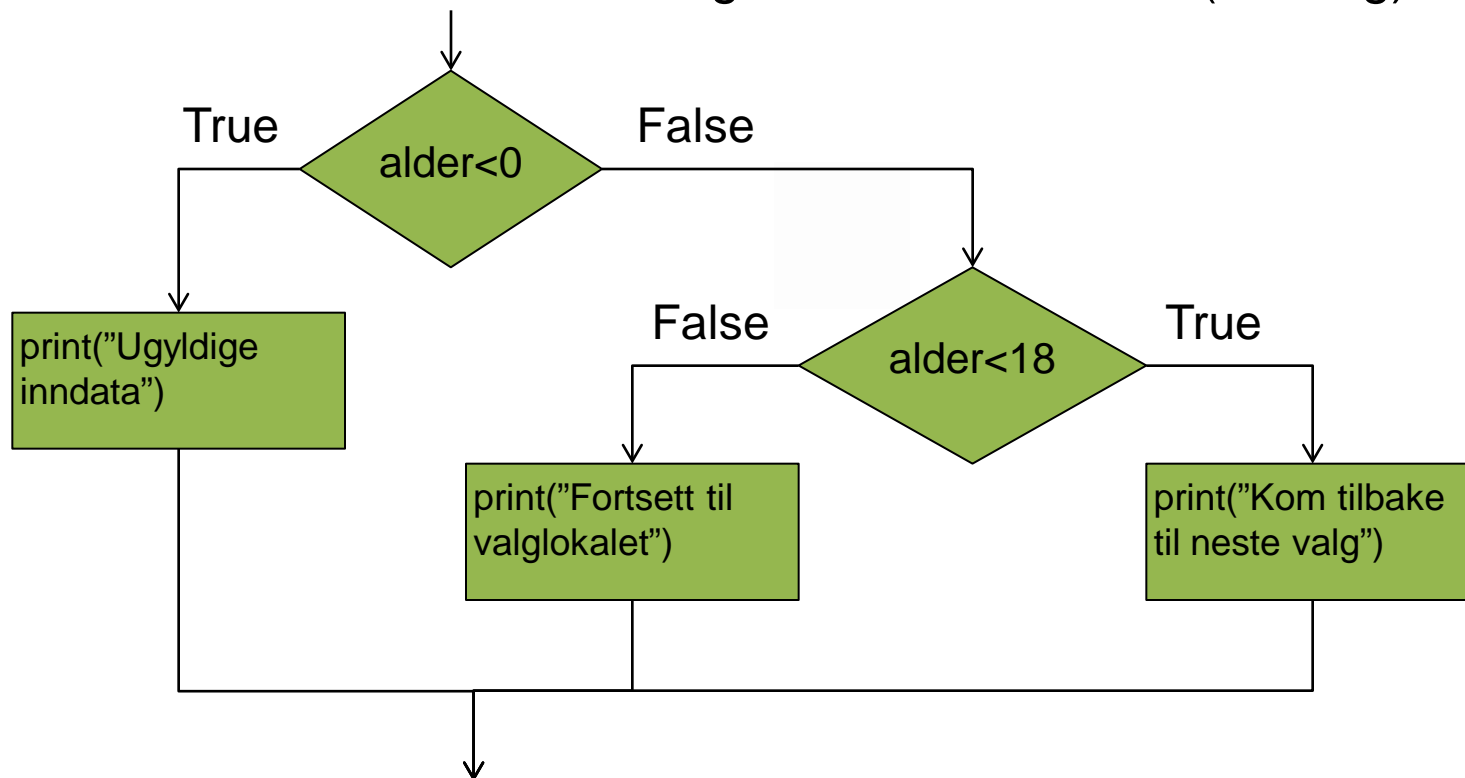 True
False
alder<0
print(”Ugyldige
inndata”)
False
True
alder<18
print(”Fortsett til
valglokalet”)
print(”Kom tilbake
til neste valg”)